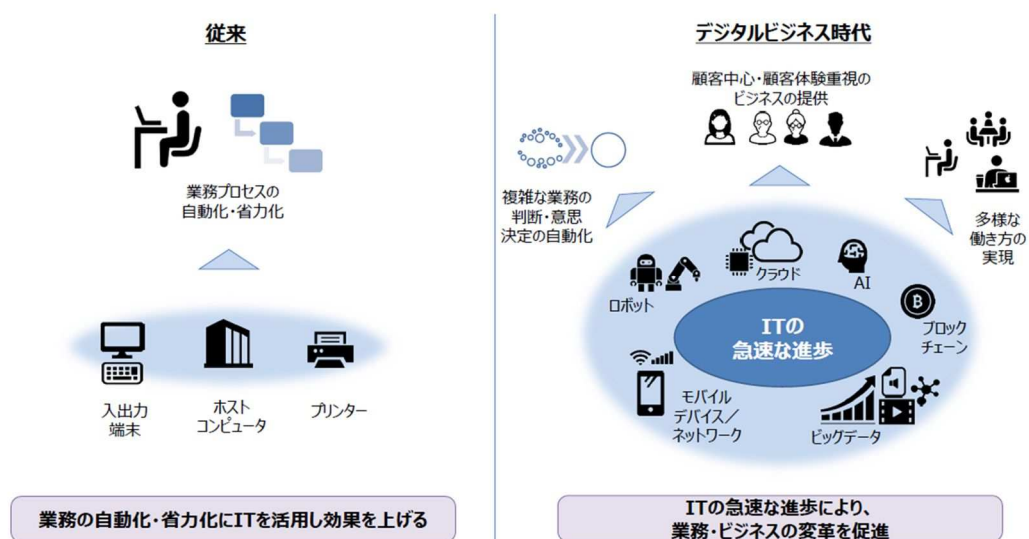 従来
業務プロセスの
自動化・省力化
入出力
端末
ホスト
コンピュータ
プリンター
業務の自動化・省力化にITを活用し効果を上げる
デジタルビジネス時代
顧客中心・顧客体験重視の
ビジネスの提供
複雑な業務の
判断・意思
決定の自動化
多様な
働き方の
実現
クラウド
AI
ロボット
ブロック
チェーン
ITの
急速な進歩
モバイル
デバイス／
ネットワーク
ビッグデータ
ITの急速な進歩により、
業務・ビジネスの変革を促進